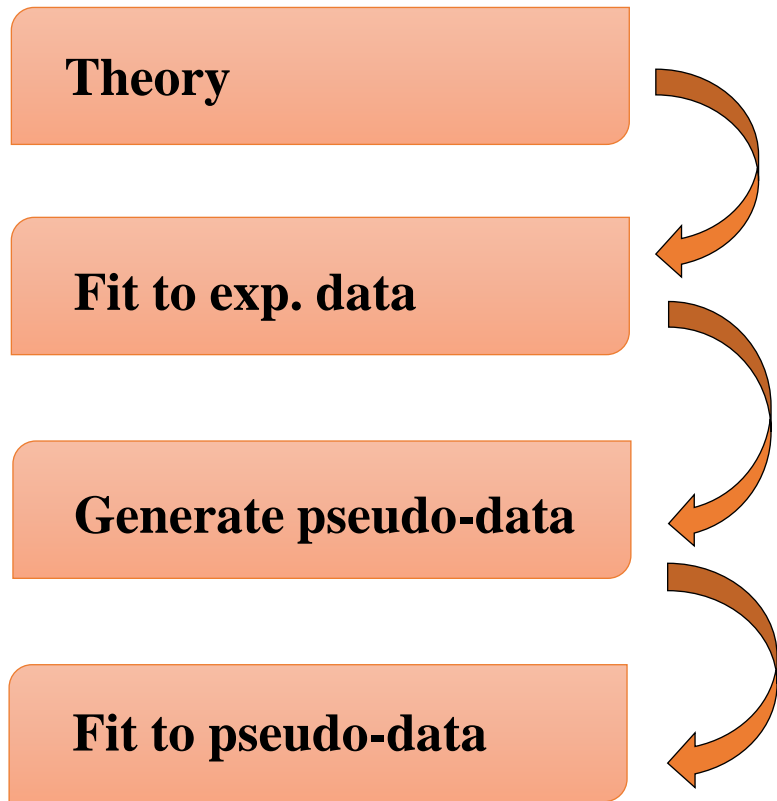 Theory
Fit to exp. data
Generate pseudo-data
Fit to pseudo-data